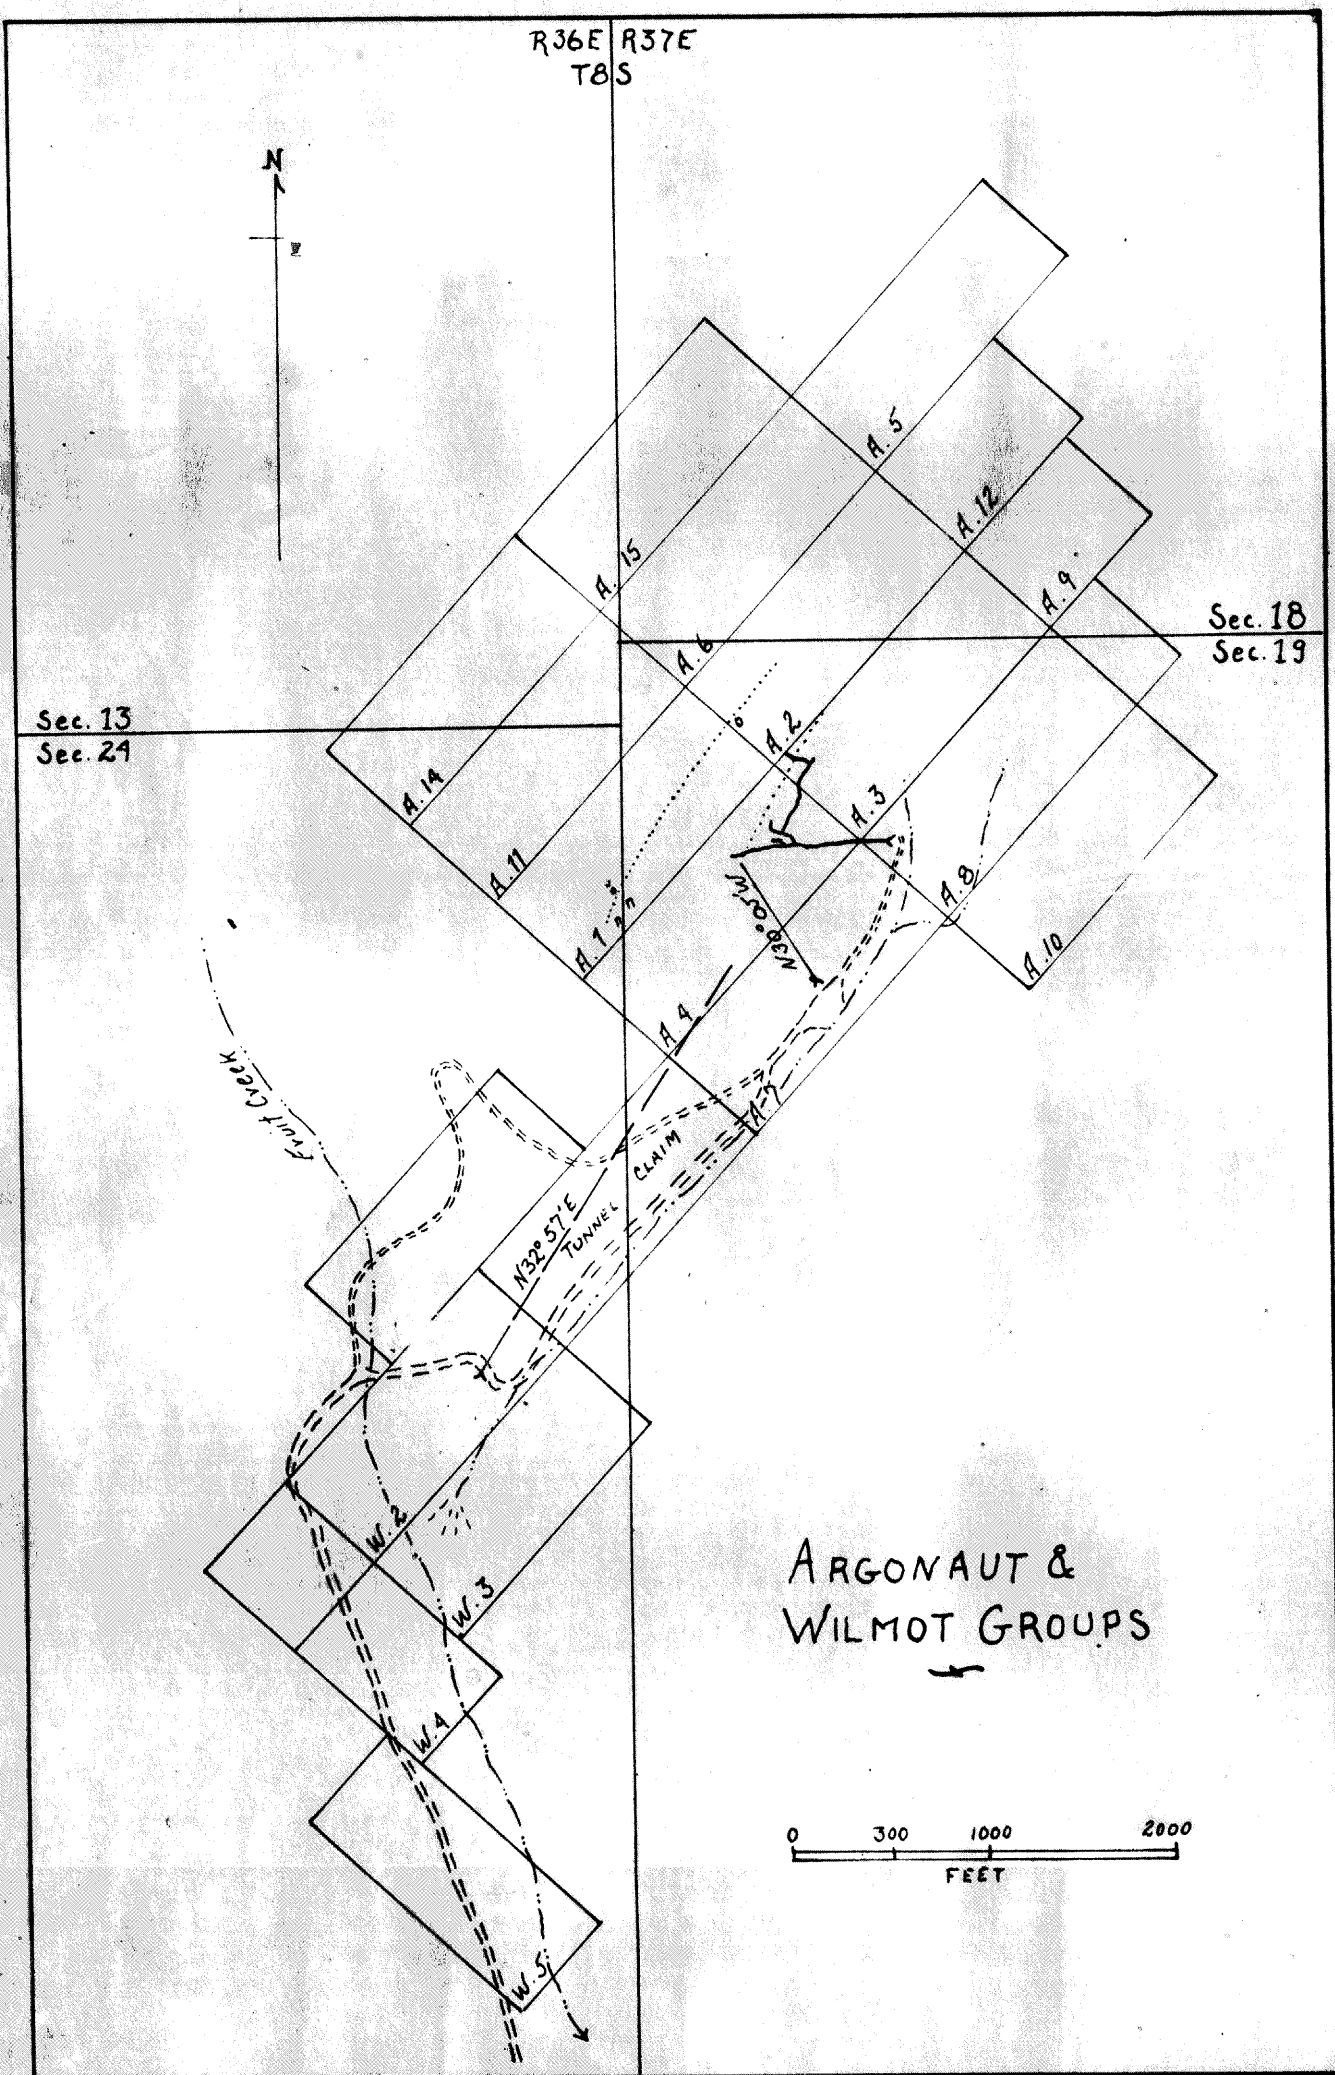 R36E R37E
T8S
N
A. 5
A. 12
A. 15
A. 9
Sec. 18
Sec. 19
A. 6
Sec. 13
Sec. 24
A. 2
A. 14
A. 3
A. 11
A. 8
N30° 05'W
A. 1
A. 10
A. 4
Fruit Creek
A-7
CLAIM
TUNNEL
N32° 57'E
W. 2
W. 3
W. 4
W. 5
ARGONAUT &
WILMOT GROUPS
0 300 1000 2000
FEET